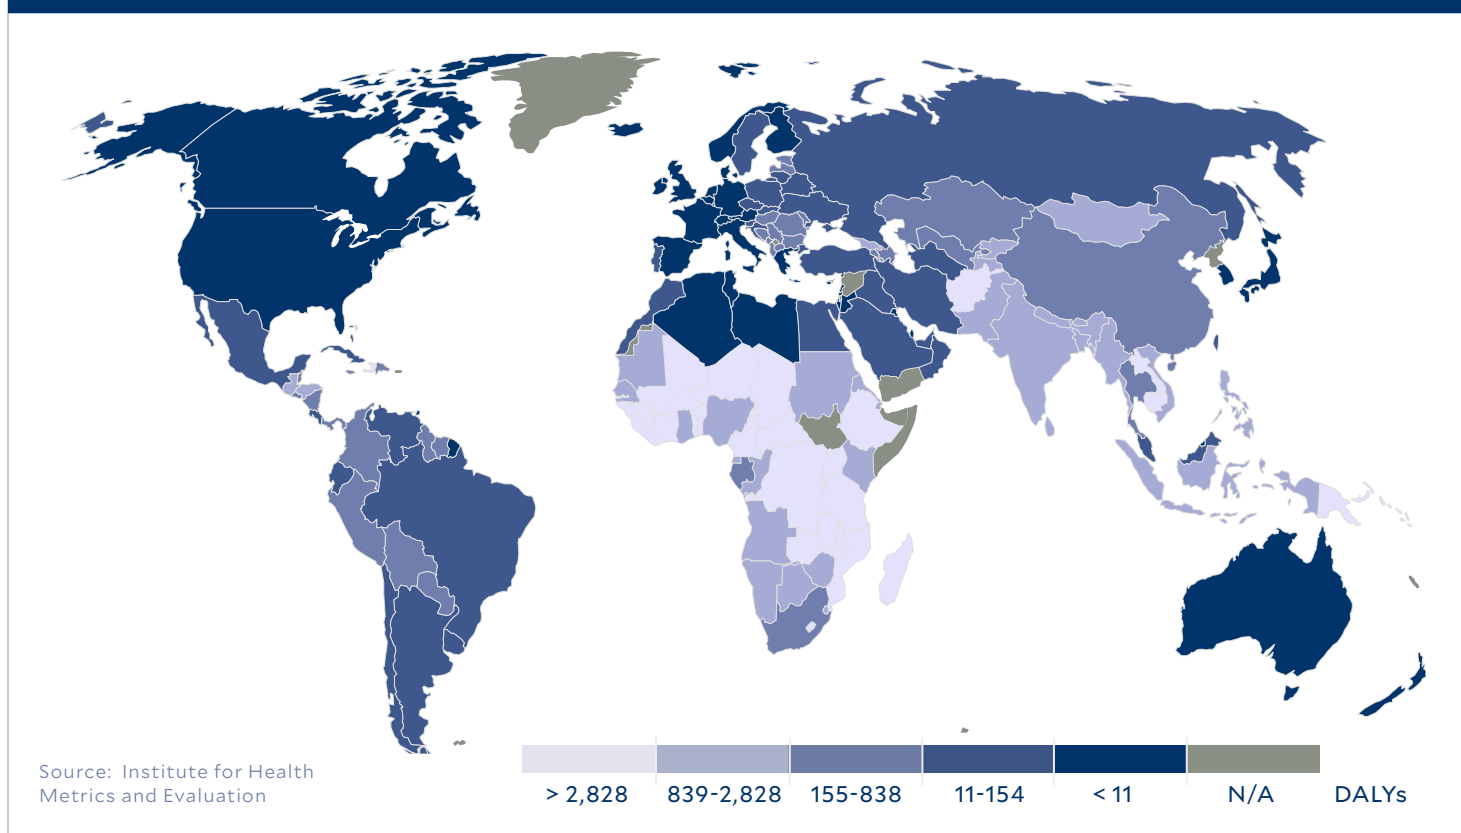 Source: Institute for Health
Metrics and Evaluation
> 2,828 839-2,828 155-838 11-154 < 11 N/A DALYs